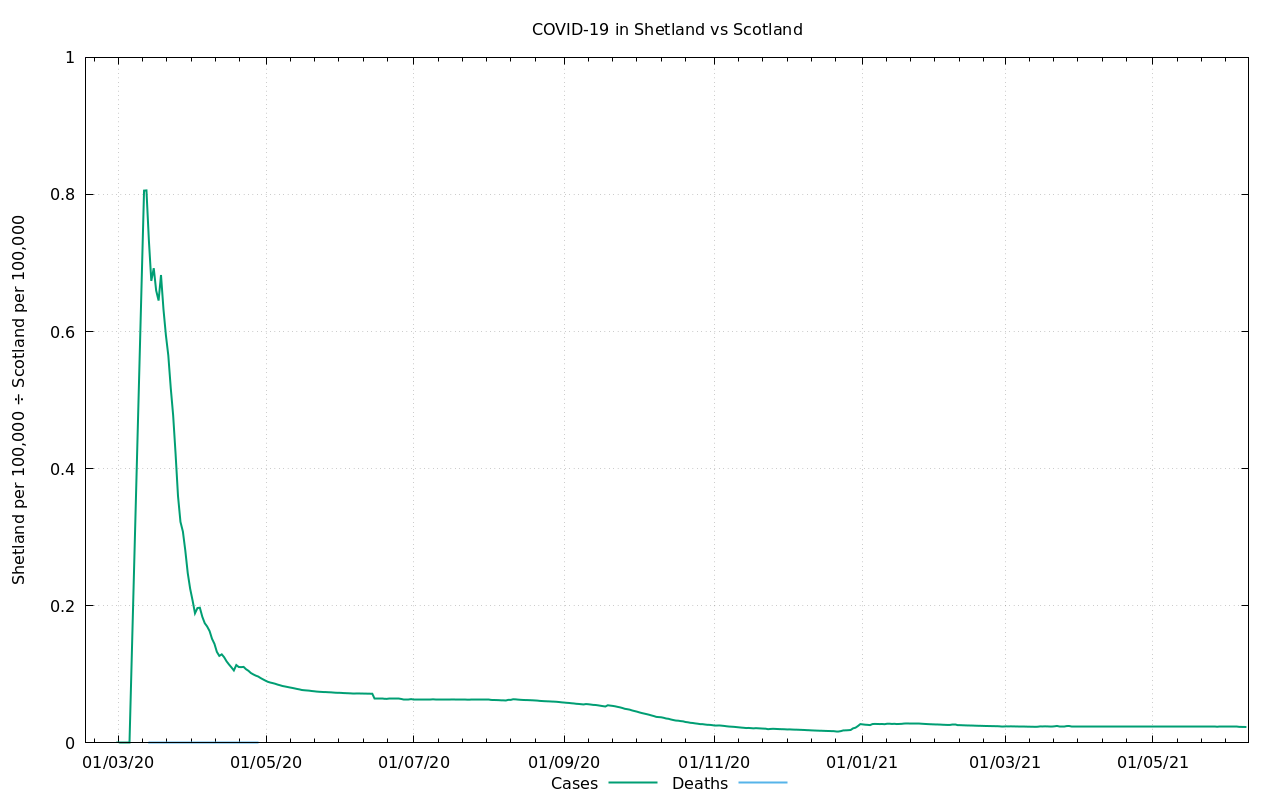 COVID-19 in Shetland vs Scotland
Shetland per 100,000 ÷ Scotland per 100,000
1
0.8
0.6
0.4
0.2
0
01/03/20 01/05/20 01/07/20 01/09/20 01/11/20 01/01/21 01/03/21 01/05/21
Cases Deaths